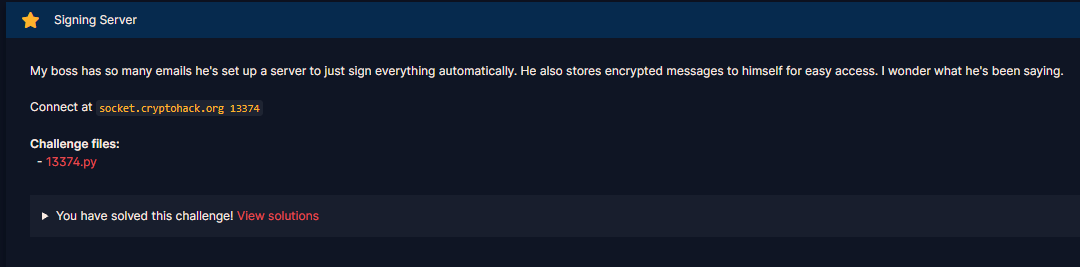 Signing Server
My boss has so many emails he's set up a server to just sign everything automatically. He also stores encrypted messages to himself for easy access. I wonder what he's been saying.
Connect at socket.cryptohack.org 13374
Challenge files:
- 13374.py
You have solved this challenge! View solutions